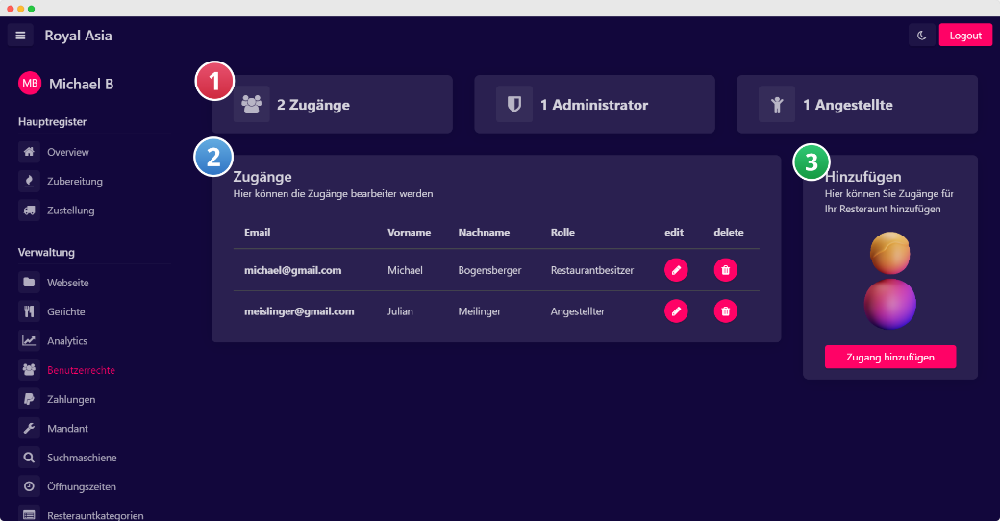 Royal Asia
Logout
MB
Michael B
Hauptregister
Overview
Zubereitung
Zustellung
Verwaltung
Webseite
Gerichte
Analytics
Benutzerrechte
Zahlungen
Mandant
Suchmaschiene
Öffnungszeiten
Resterauntkategorien
1
2 Zugänge
1 Administrator
1 Angestellte
2
Zugänge
Hier können die Zugänge bearbeiter werden
Email Vorname Nachname Rolle edit delete
michael@gmail.com Michael Bogensberger Restaurantbesitzer
meislinger@gmail.com Julian Meilinger Angestellter
3
Hinzufügen
Hier können Sie Zugänge für
Ihr Resteraunt hinzufügen
Zugang hinzufügen